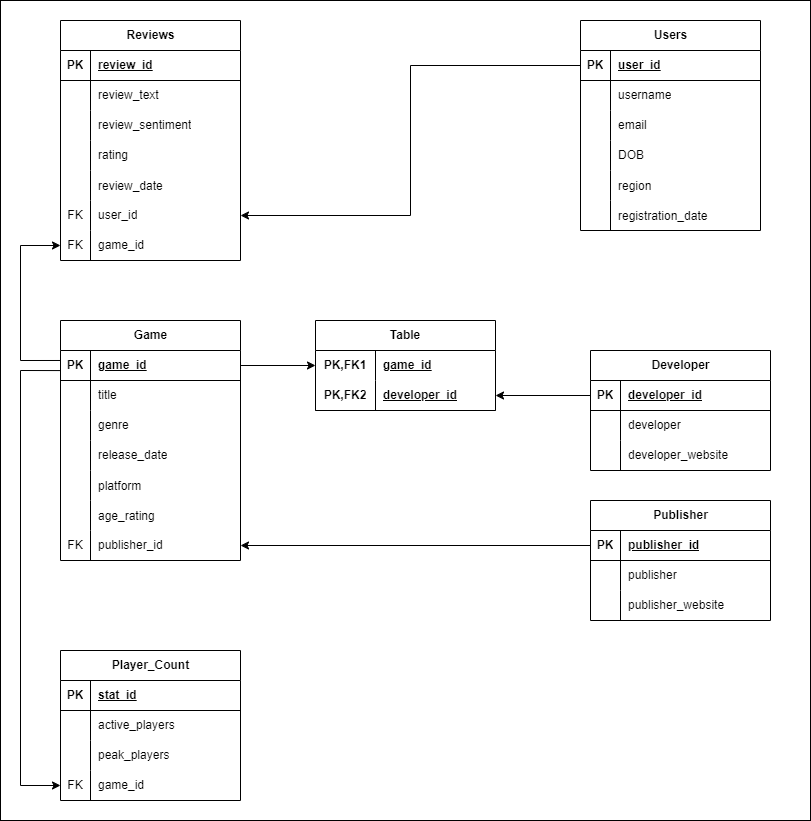 Reviews
PK review_id
review_text
review_sentiment
rating
review_date
FK user_id
FK game_id
Users
PK user_id
username
email
DOB
region
registration_date
Game
PK game_id
title
genre
release_date
platform
age_rating
FK publisher_id
Table
PK,FK1 game_id
PK,FK2 developer_id
Developer
PK developer_id
developer
developer_website
Publisher
PK publisher_id
publisher
publisher_website
Player_Count
PK stat_id
active_players
peak_players
FK game_id